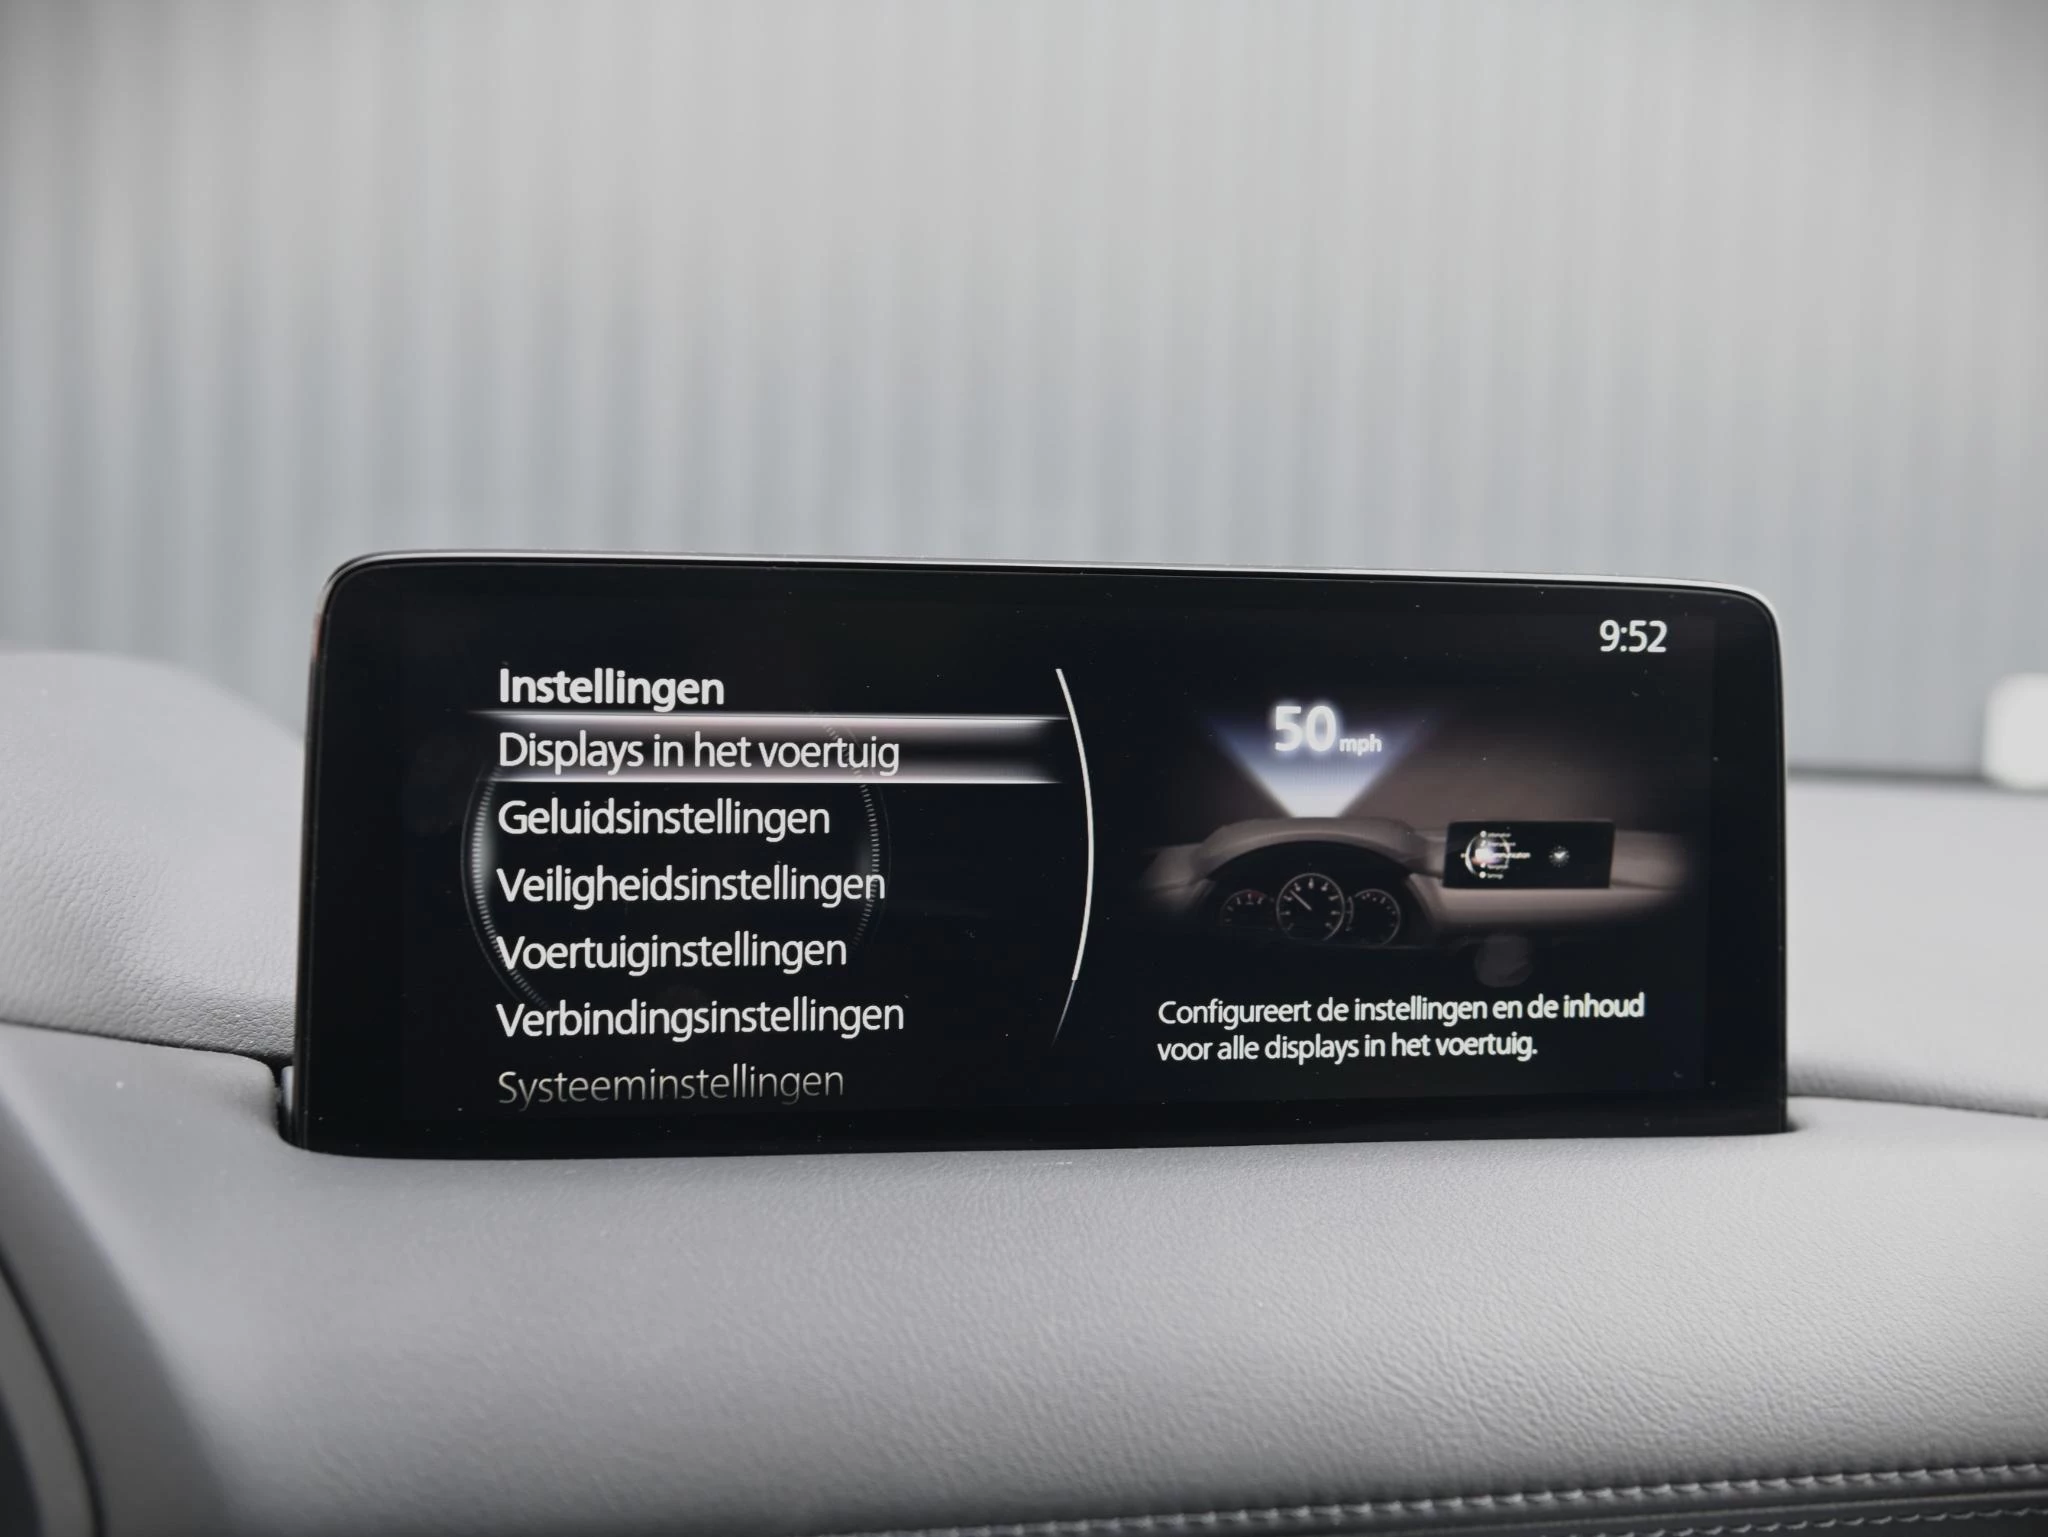 9:52
Instellingen
Displays in het voertuig
Geluidsinstellingen
Veiligheidsinstellingen
Voertuiginstellingen
Verbindingsinstellingen
Systeeminstellingen
50 mph
Configureert de instellingen en de inhoud
voor alle displays in het voertuig.